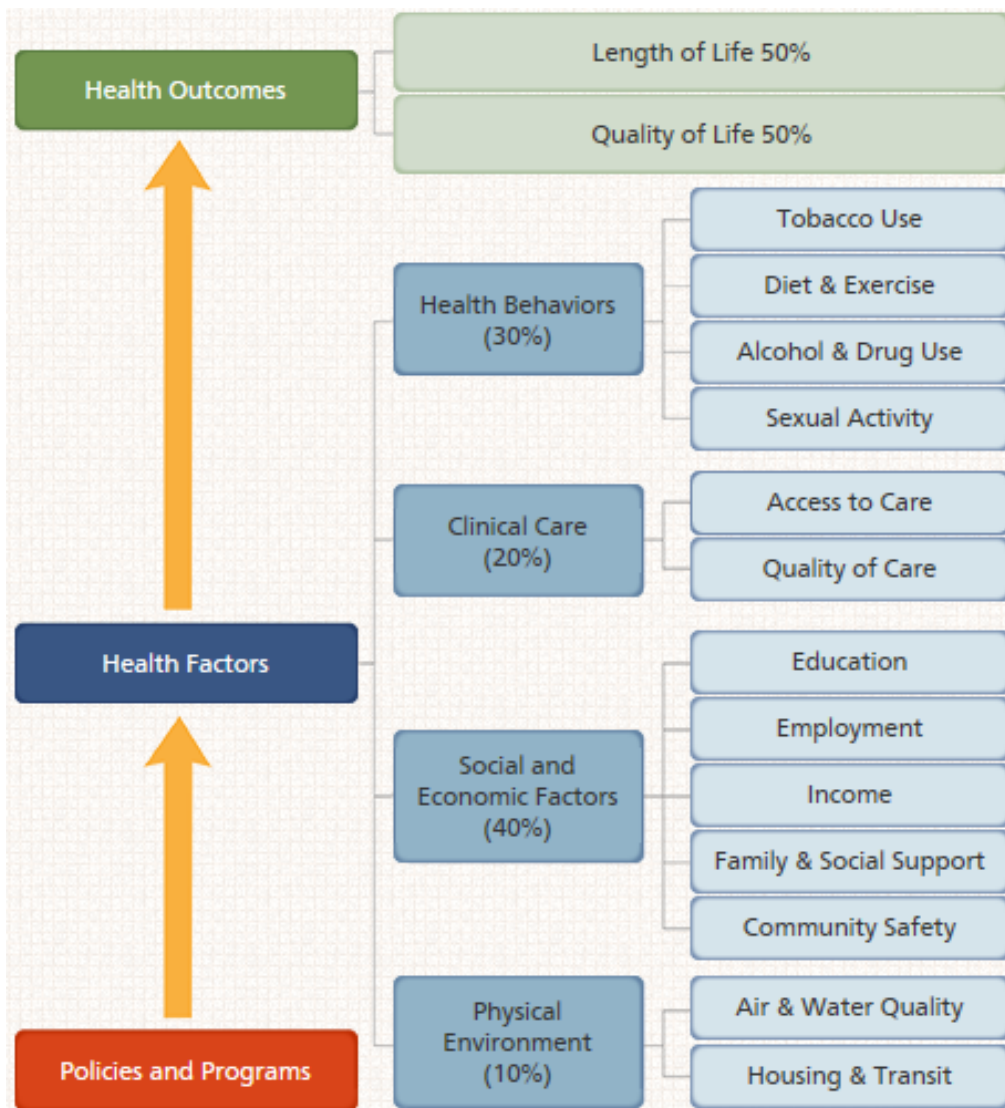 Health Outcomes
Length of Life 50%
Quality of Life 50%
Health Factors
Health Behaviors
(30%)
Tobacco Use
Diet & Exercise
Alcohol & Drug Use
Sexual Activity
Clinical Care
(20%)
Access to Care
Quality of Care
Social and
Economic Factors
(40%)
Education
Employment
Income
Family & Social Support
Community Safety
Physical
Environment
(10%)
Air & Water Quality
Housing & Transit
Policies and Programs